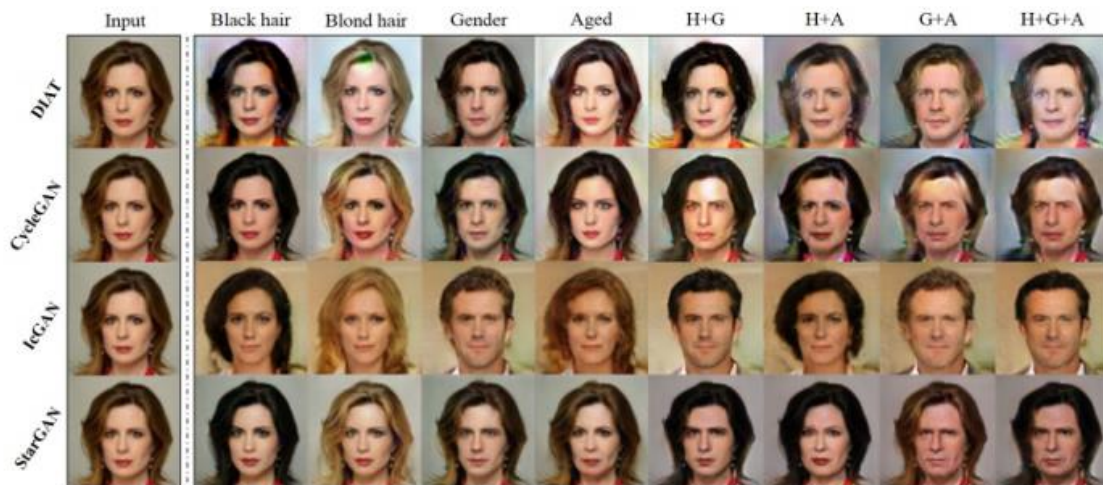 Input Black hair Blond hair Gender Aged H+G H+A G+A H+G+A
DIAT
CycleGAN
IcGAN
StarGAN